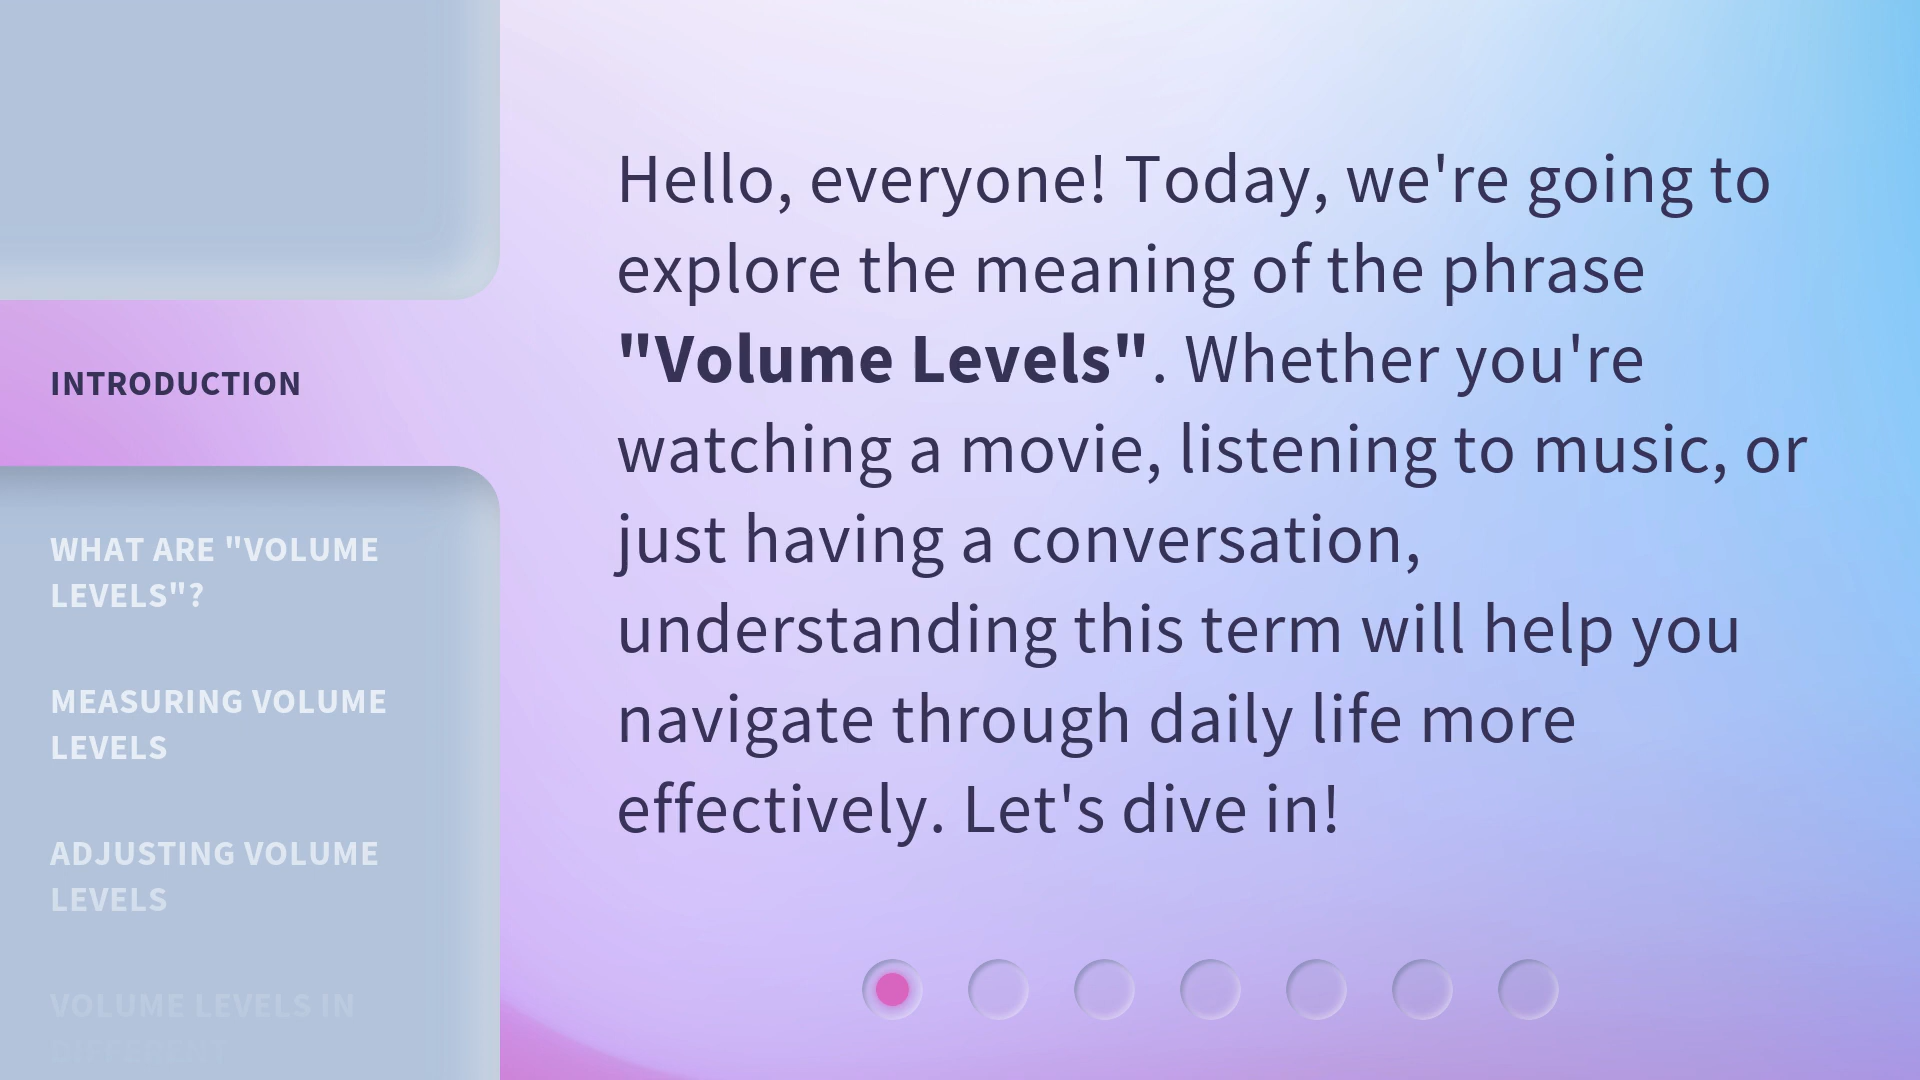 INTRODUCTION
WHAT ARE "VOLUME
LEVELS"?
MEASURING VOLUME
LEVELS
ADJUSTING VOLUME
LEVELS
VOLUME LEVELS IN
DIFFERENT
Hello, everyone! Today, we're going to
explore the meaning of the phrase
"Volume Levels". Whether you're
watching a movie, listening to music, or
just having a conversation,
understanding this term will help you
navigate through daily life more
effectively. Let's dive in!